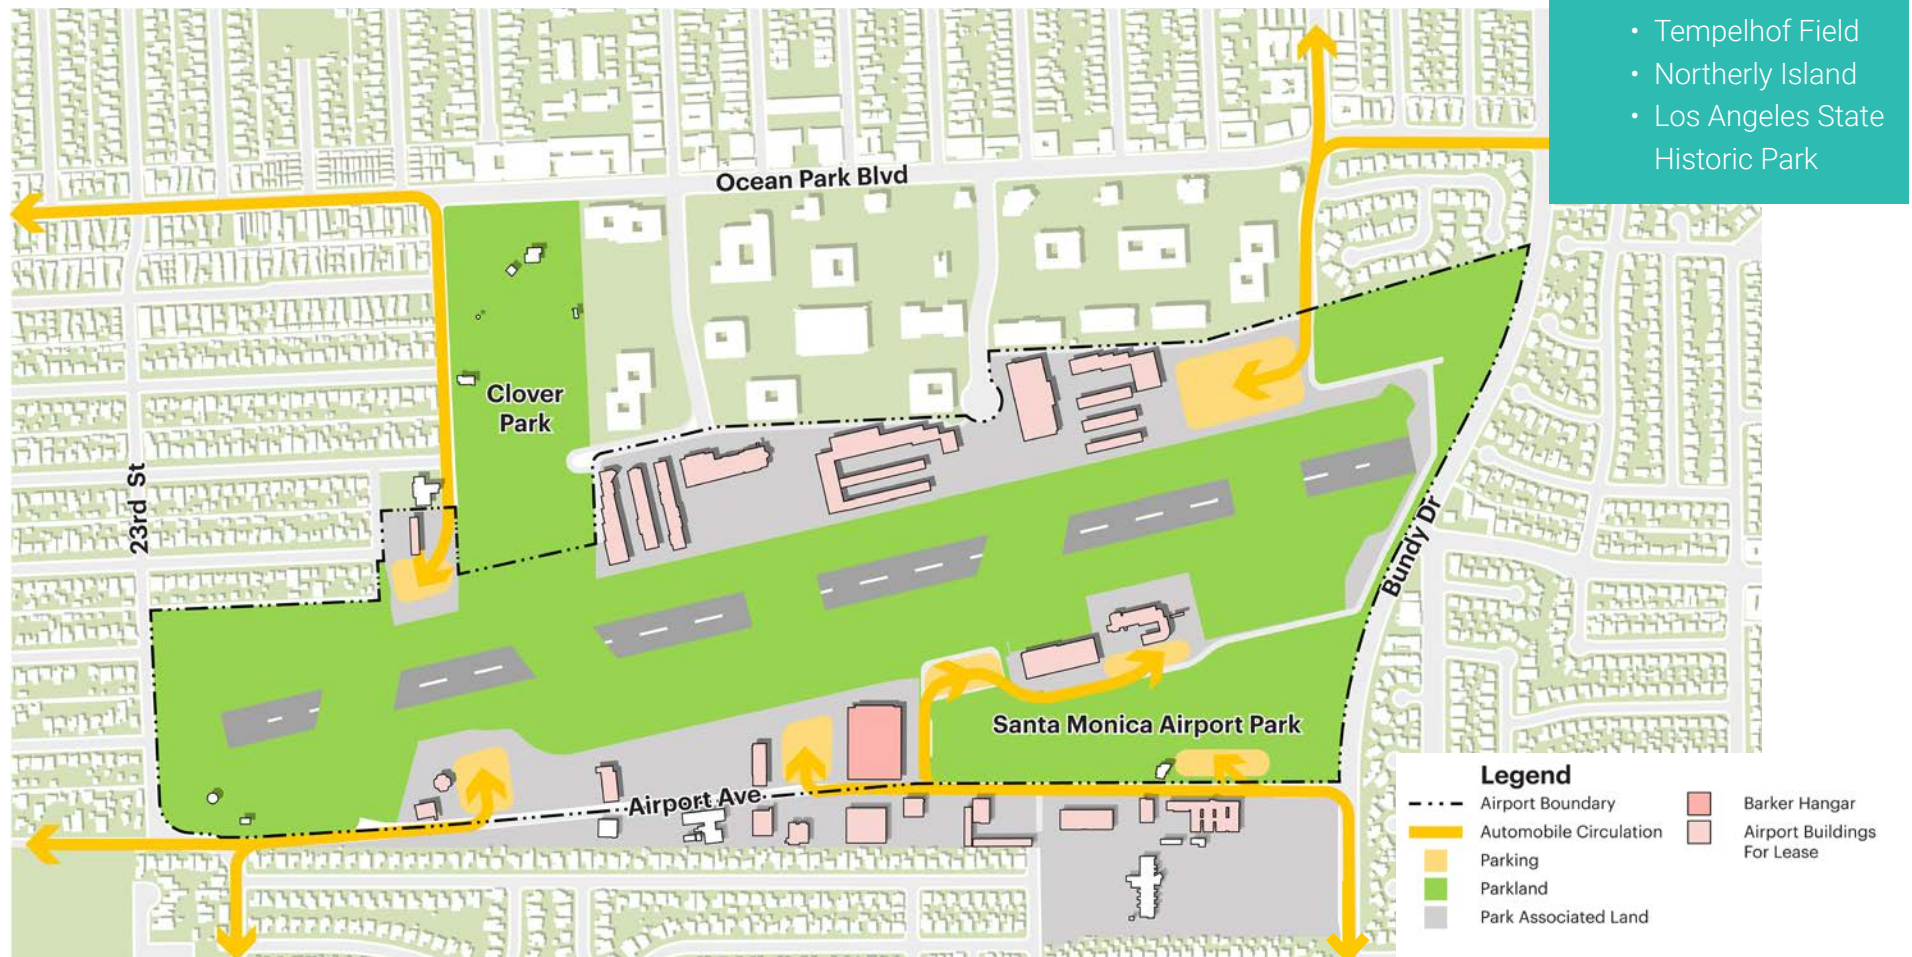 • Tempelhof Field
• Northerly Island
• Los Angeles State
Historic Park
Ocean Park Blvd
Clover
Park
23rd St
Bundy Dr
Santa Monica Airport Park
Airport Ave
Legend
Airport Boundary
Automobile Circulation
Parking
Parkland
Park Associated Land
Barker Hangar
Airport Buildings
For Lease